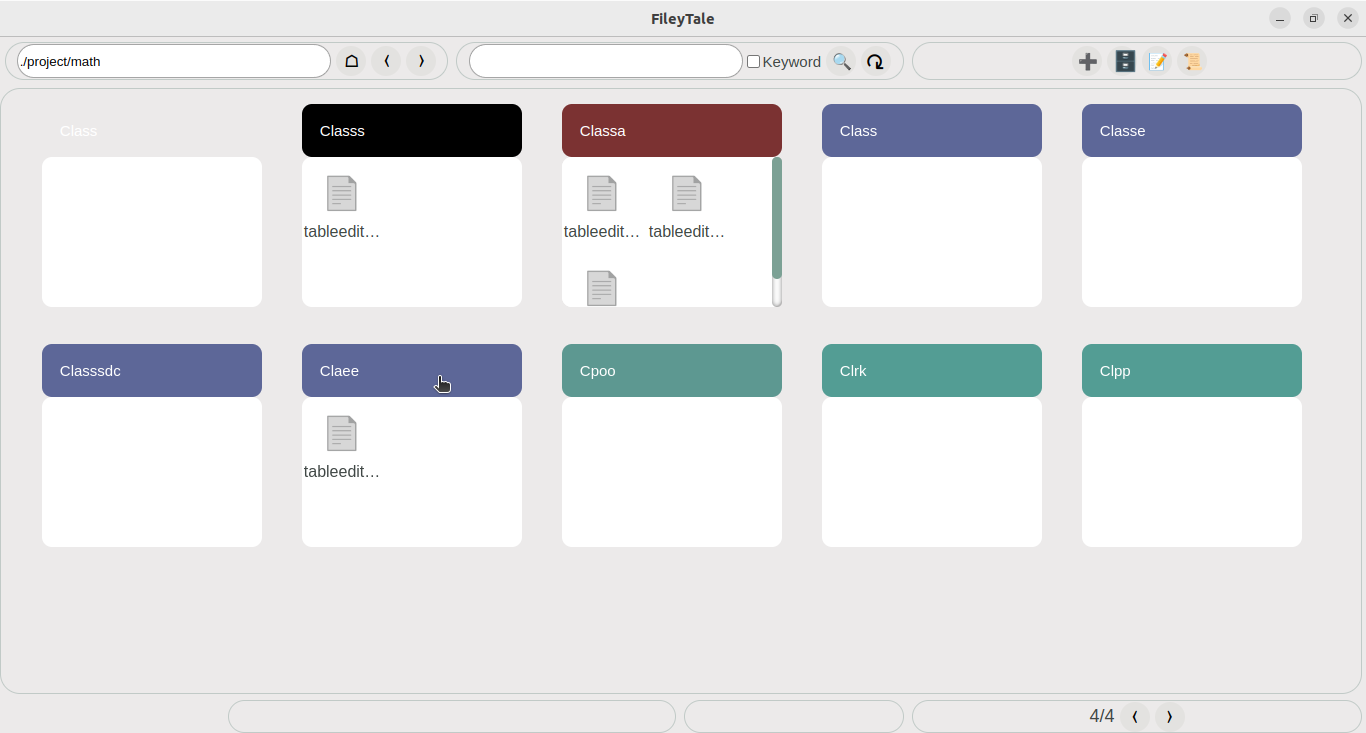 FileyTale
./project/math
Keyword
Class
Classs
Classa
Class
Classe
tableedit…
tableedit…
tableedit…
Classsdc
Claee
Cpoo
Clrk
Clpp
tableedit…
4/4